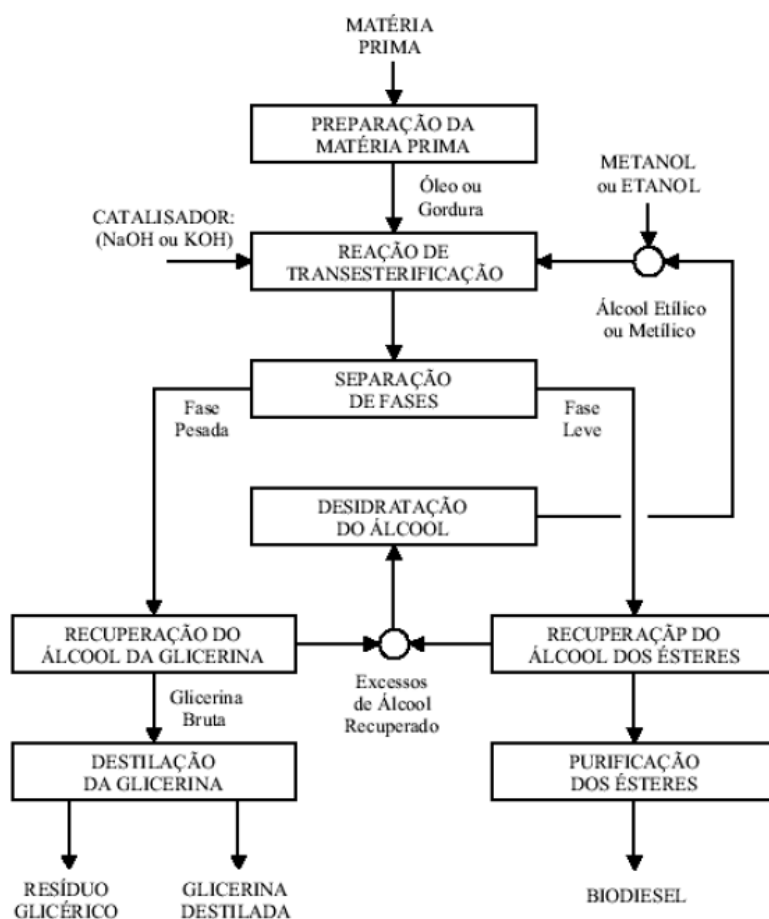 MATÉRIA
PRIMA
PREPARAÇÃO DA
MATÉRIA PRIMA
METANOL
ou ETANOL
Óleo ou
Gordura
CATALISADOR:
(NaOH ou KOH)
REAÇÃO DE
TRANSESTERIFICAÇÃO
Álcool Etílico
ou Metílico
SEPARAÇÃO
DE FASES
Fase
Pesada
Fase
Leve
DESIDRATAÇÃO
DO ÁLCOOL
RECUPERAÇÃO DO
ÁLCOOL DA GLICERINA
RECUPERAÇÃP DO
ÁLCOOL DOS ÉSTERES
Glicerina
Bruta
Excessos
de Álcool
Recuperado
DESTILAÇÃO
DA GLICERINA
PURIFICAÇÃO
DOS ÉSTERES
RESÍDUO
GLICÉRICO
GLICERINA
DESTILADA
BIODIESEL